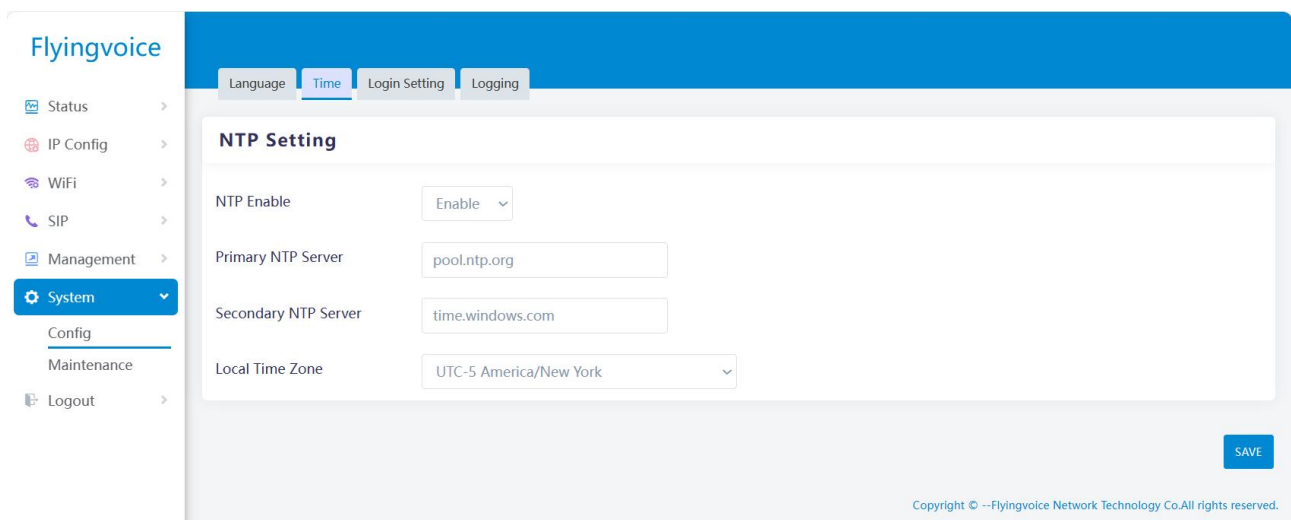 Flyingvoice
Language Time Login Setting Logging
Status
IP Config
WiFi
SIP
Management
System
Config
Maintenance
Logout
NTP Setting
NTP Enable Enable
Primary NTP Server pool.ntp.org
Secondary NTP Server time.windows.com
Local Time Zone UTC-5 America/New York
SAVE
Copyright © --Flyingvoice Network Technology Co.All rights reserved.